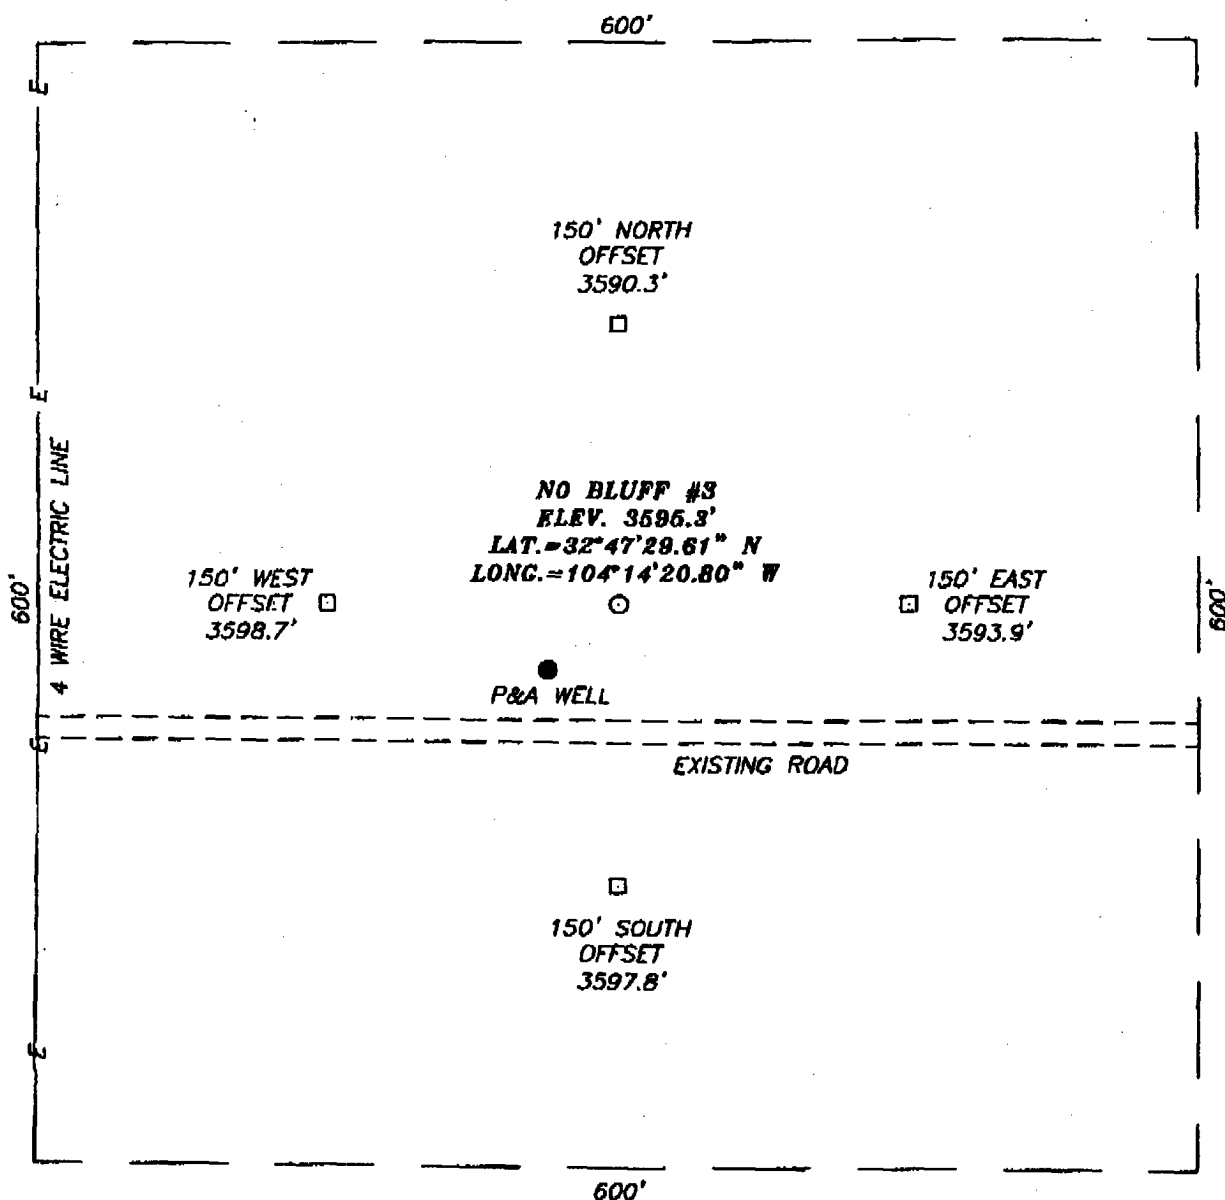 600'
E
150' NORTH
OFFSET
3590.3'
E
4 WIRE ELECTRIC LINE
NO BLUFF #3
ELEV. 3595.3'
LAT.=32°47'29.61" N
LONG.=104°14'20.80" W
600'
150' WEST
OFFSET
3598.7'
150' EAST
OFFSET
3593.9'
600'
P&A WELL
E
EXISTING ROAD
150' SOUTH
OFFSET
3597.8'
E
600'